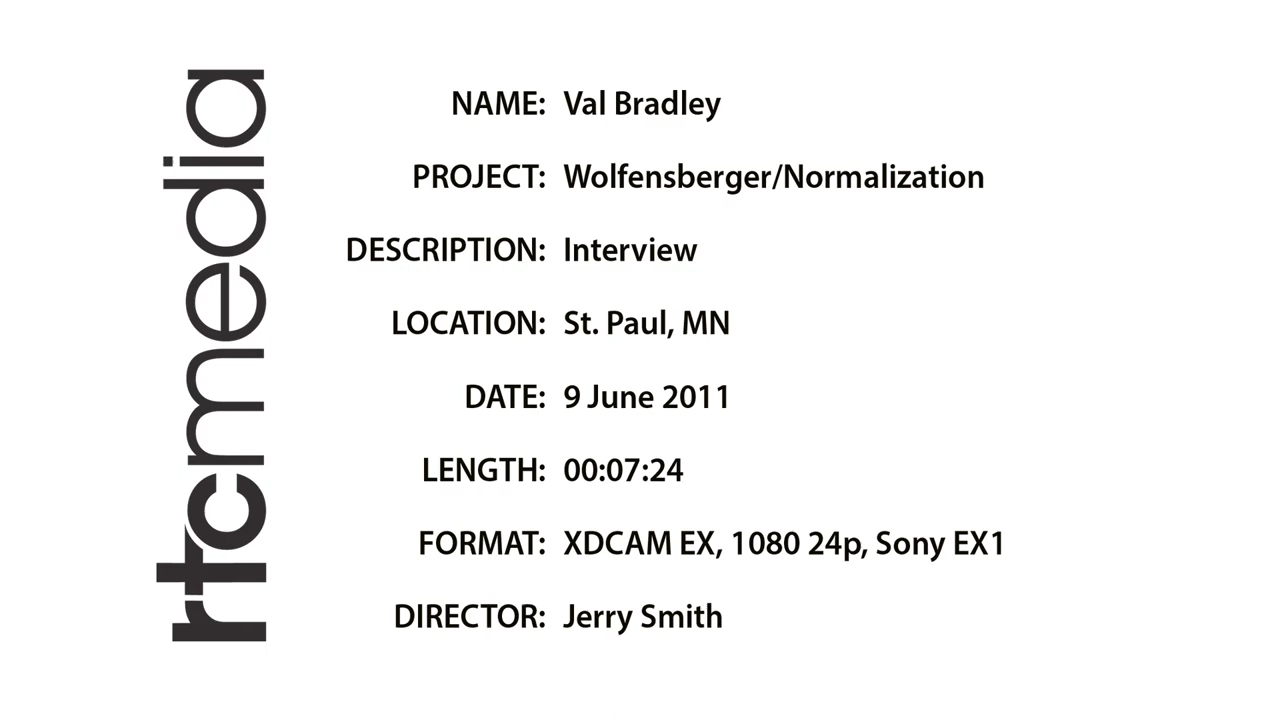 rtcmedia
NAME: Val Bradley
PROJECT: Wolfensberger/Normalization
DESCRIPTION: Interview
LOCATION: St. Paul, MN
DATE: 9 June 2011
LENGTH: 00:07:24
FORMAT: XDCAM EX, 1080 24p, Sony EX1
DIRECTOR: Jerry Smith